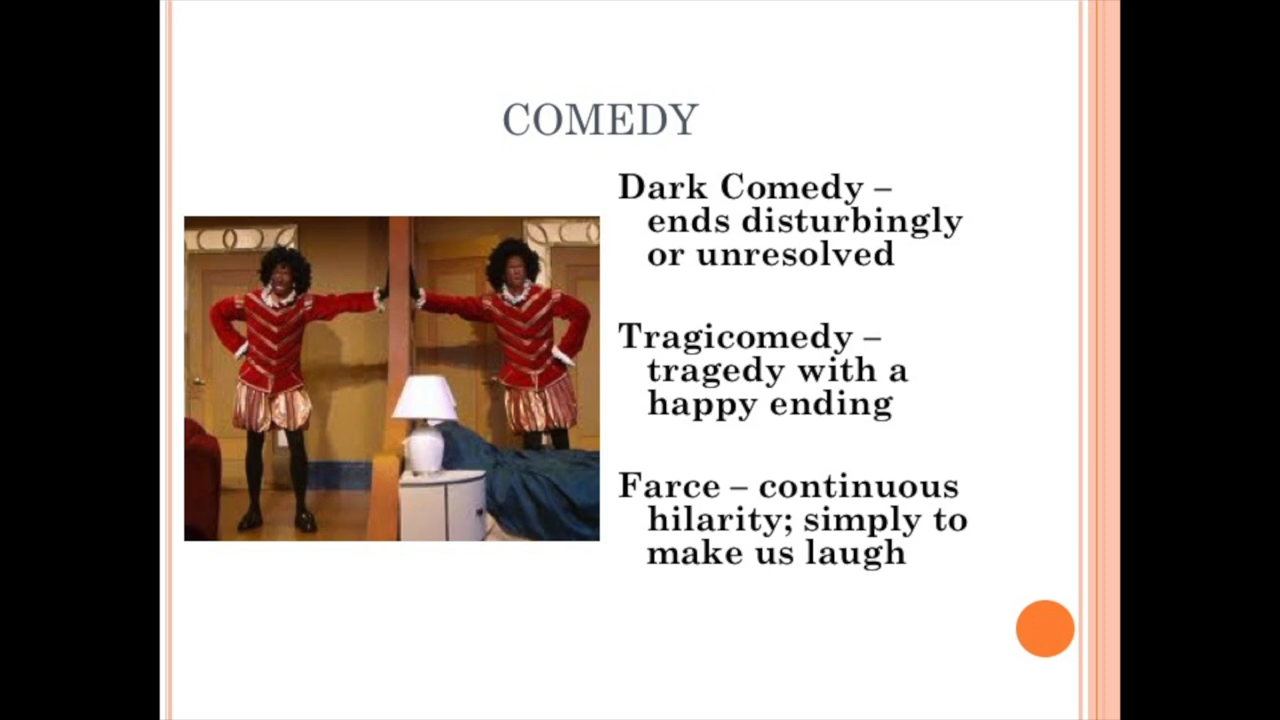 COMEDY
Dark Comedy –
ends disturbingly
or unresolved
Tragicomedy –
tragedy with a
happy ending
Farce – continuous
hilarity; simply to
make us laugh